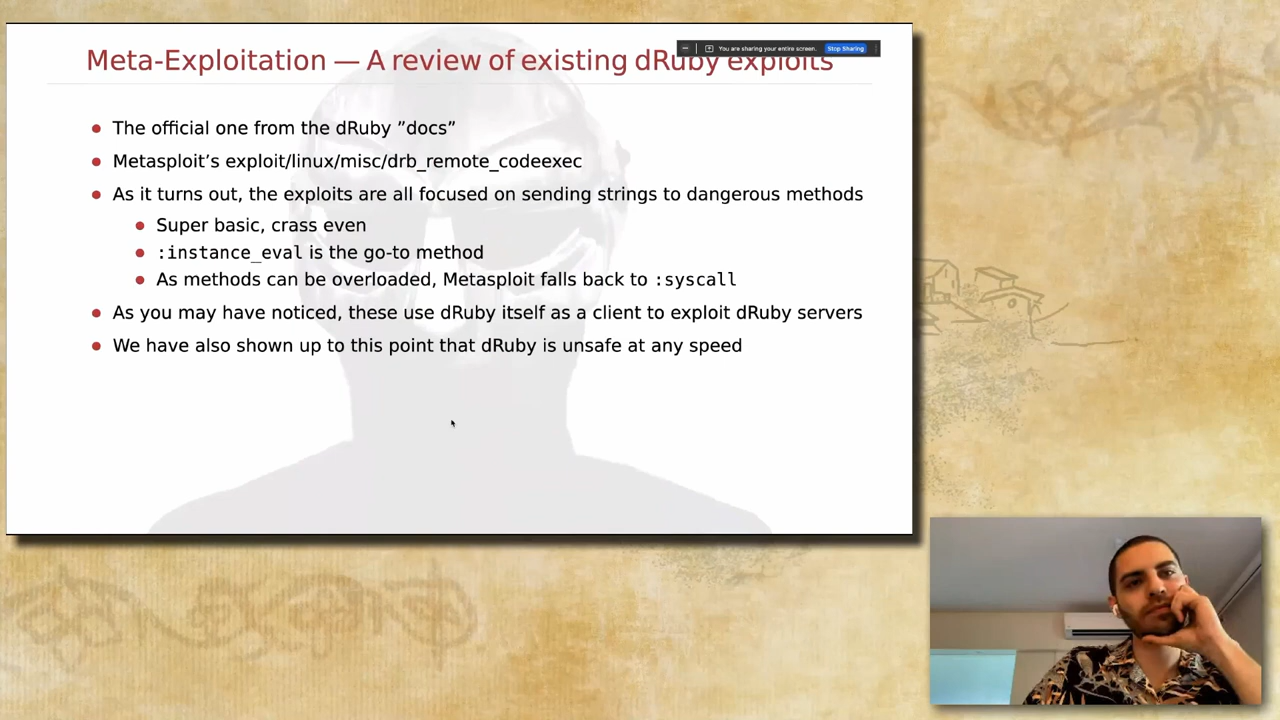 Meta-Exploitation — A review of existing dRuby exploits
You are sharing your entire screen. Stop Sharing
The official one from the dRuby ”docs”
Metasploit’s exploit/linux/misc/drb_remote_codeexec
As it turns out, the exploits are all focused on sending strings to dangerous methods
Super basic, crass even
:instance_eval is the go-to method
As methods can be overloaded, Metasploit falls back to :syscall
As you may have noticed, these use dRuby itself as a client to exploit dRuby servers
We have also shown up to this point that dRuby is unsafe at any speed